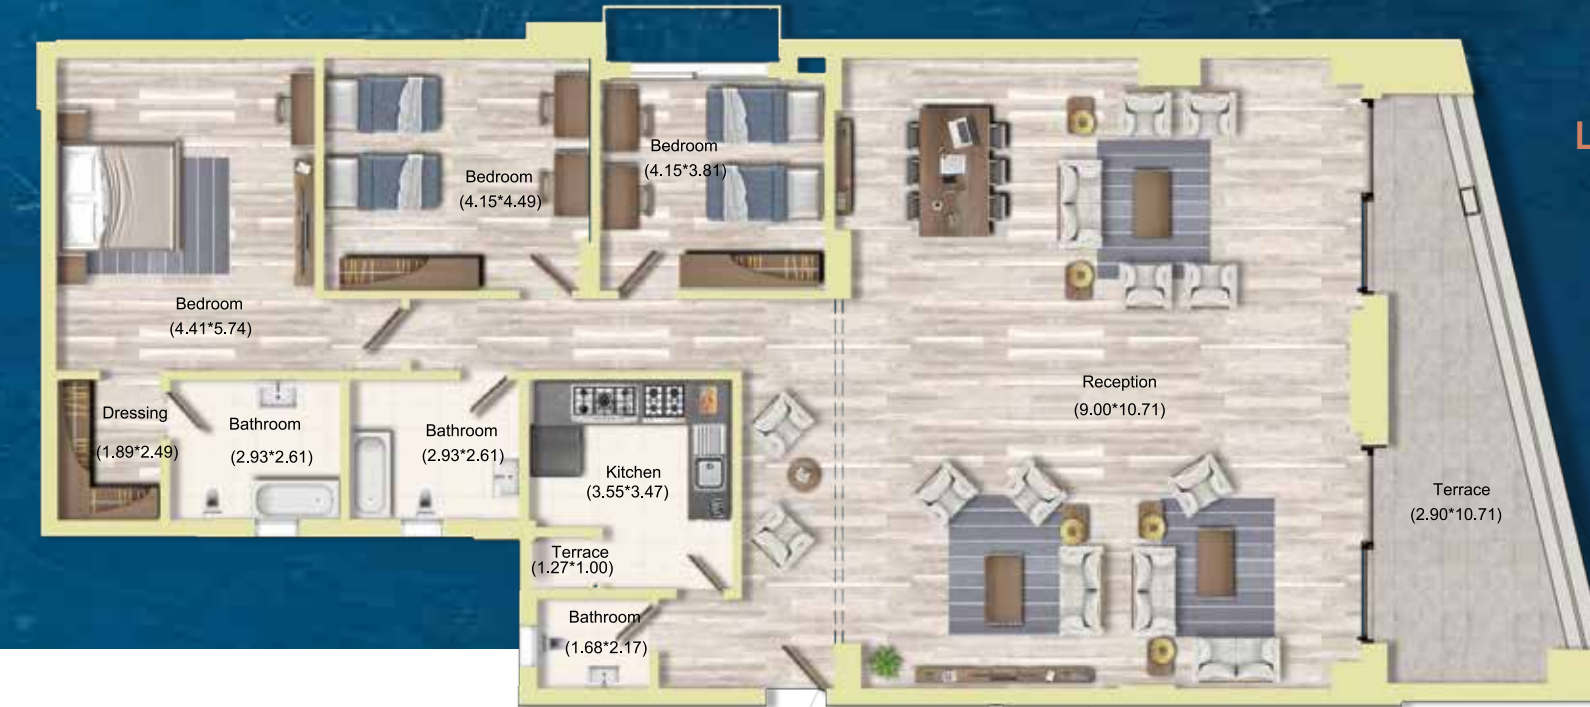 Bedroom
(4.15*3.81)
Bedroom
(4.15*4.49)
L
Bedroom
(4.41*5.74)
Reception
(9.00*10.71)
Dressing
(1.89*2.49)
Bathroom
(2.93*2.61)
Bathroom
(2.93*2.61)
Kitchen
(3.55*3.47)
Terrace
(2.90*10.71)
Terrace
(1.27*1.00)
Bathroom
(1.68*2.17)